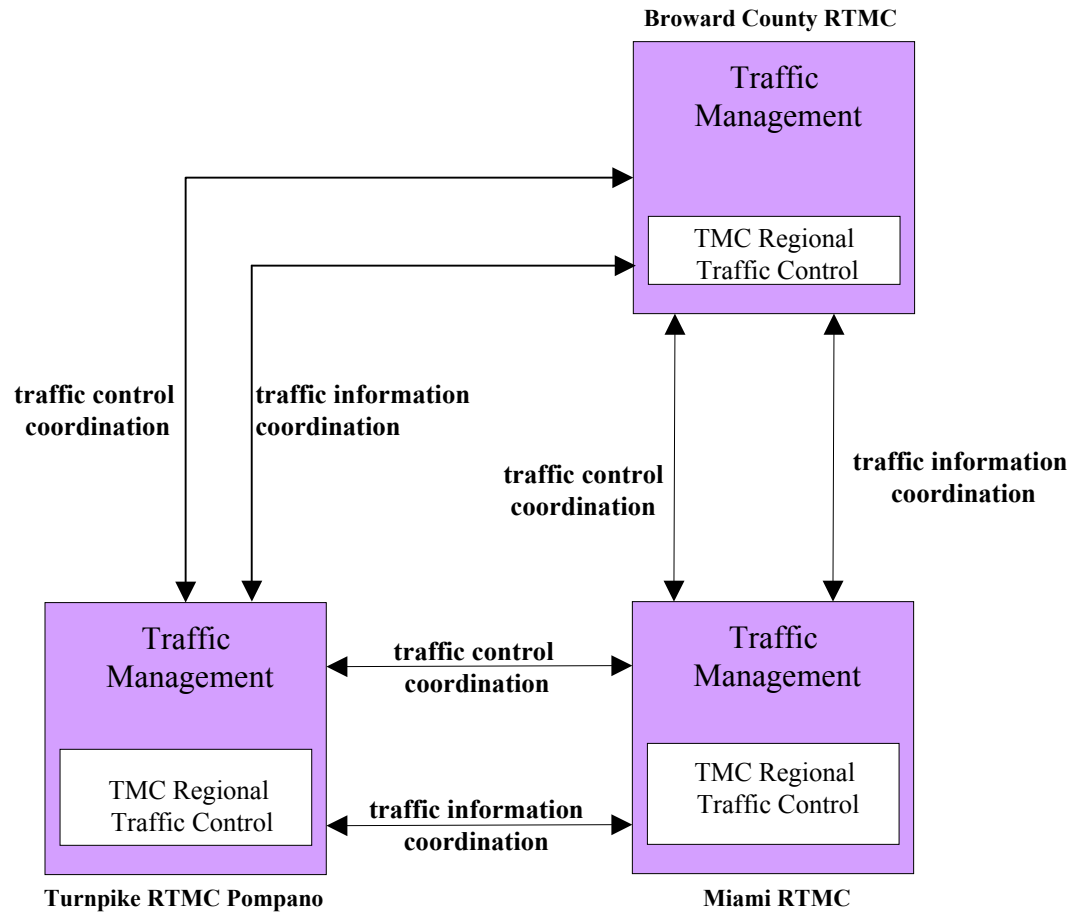 Broward County RTMC
Traffic
Management
TMC Regional
Traffic Control
traffic control
coordination
traffic information
coordination
traffic control
coordination
traffic information
coordination
Traffic
Management
TMC Regional
Traffic Control
Turnpike RTMC Pompano
traffic control
coordination
traffic information
coordination
Traffic
Management
TMC Regional
Traffic Control
Miami RTMC